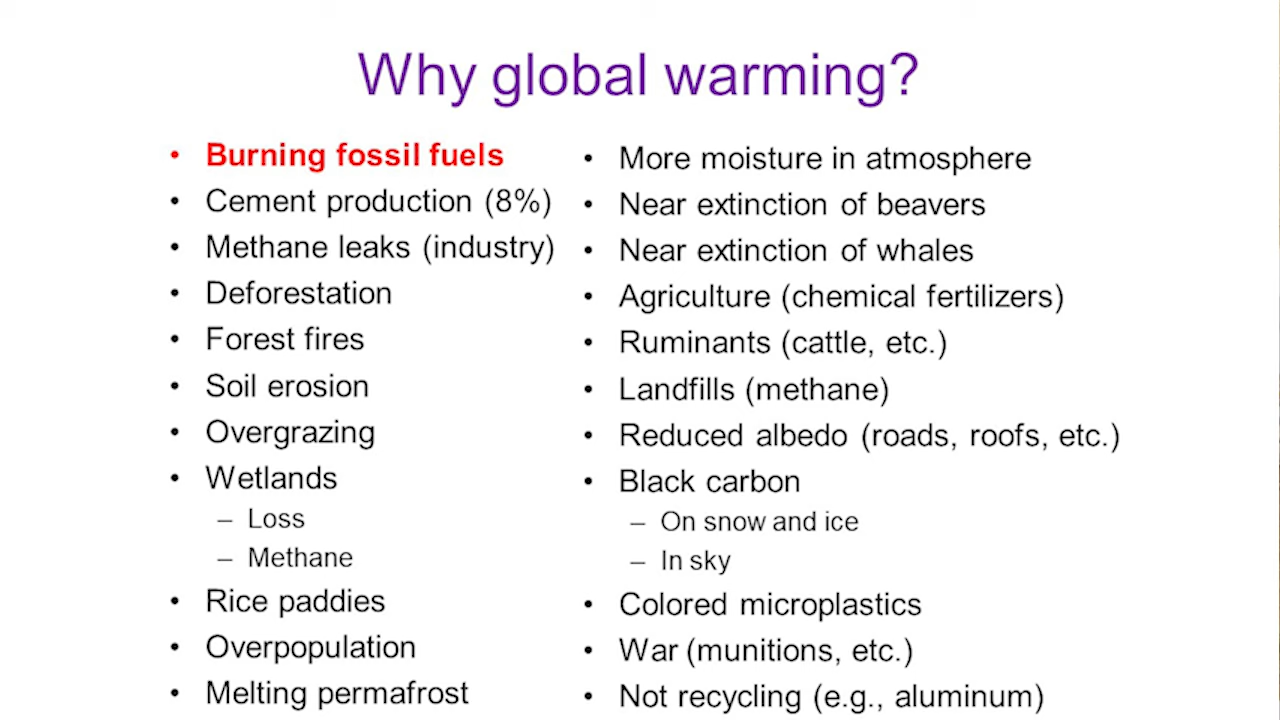 Why global warming?
• Burning fossil fuels
• Cement production (8%)
• Methane leaks (industry)
• Deforestation
• Forest fires
• Soil erosion
• Overgrazing
• Wetlands
– Loss
– Methane
• Rice paddies
• Overpopulation
• Melting permafrost
• More moisture in atmosphere
• Near extinction of beavers
• Near extinction of whales
• Agriculture (chemical fertilizers)
• Ruminants (cattle, etc.)
• Landfills (methane)
• Reduced albedo (roads, roofs, etc.)
• Black carbon
– On snow and ice
– In sky
• Colored microplastics
• War (munitions, etc.)
• Not recycling (e.g., aluminum)